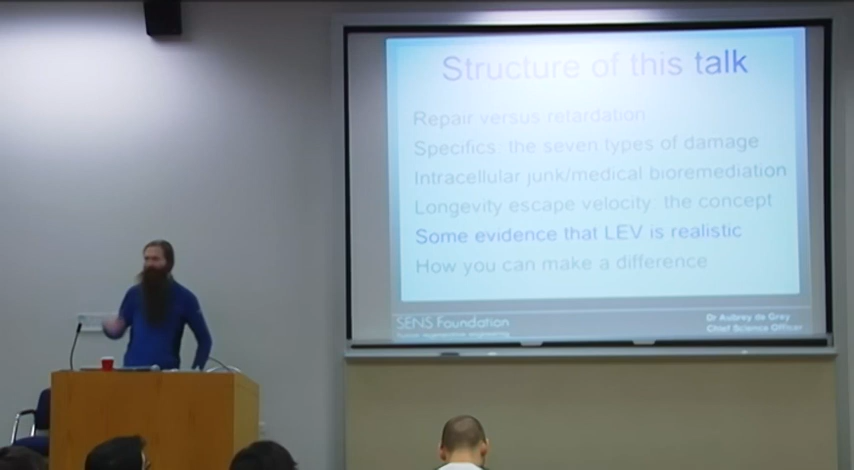 Structure of this talk
Repair versus retardation
Specifics: the seven types of damage
Intracellular junk/medical bioremediation
Longevity escape velocity: the concept
Some evidence that LEV is realistic
How you can make a difference
SENS Foundation
Dr Aubrey de Grey
Chief Science Officer